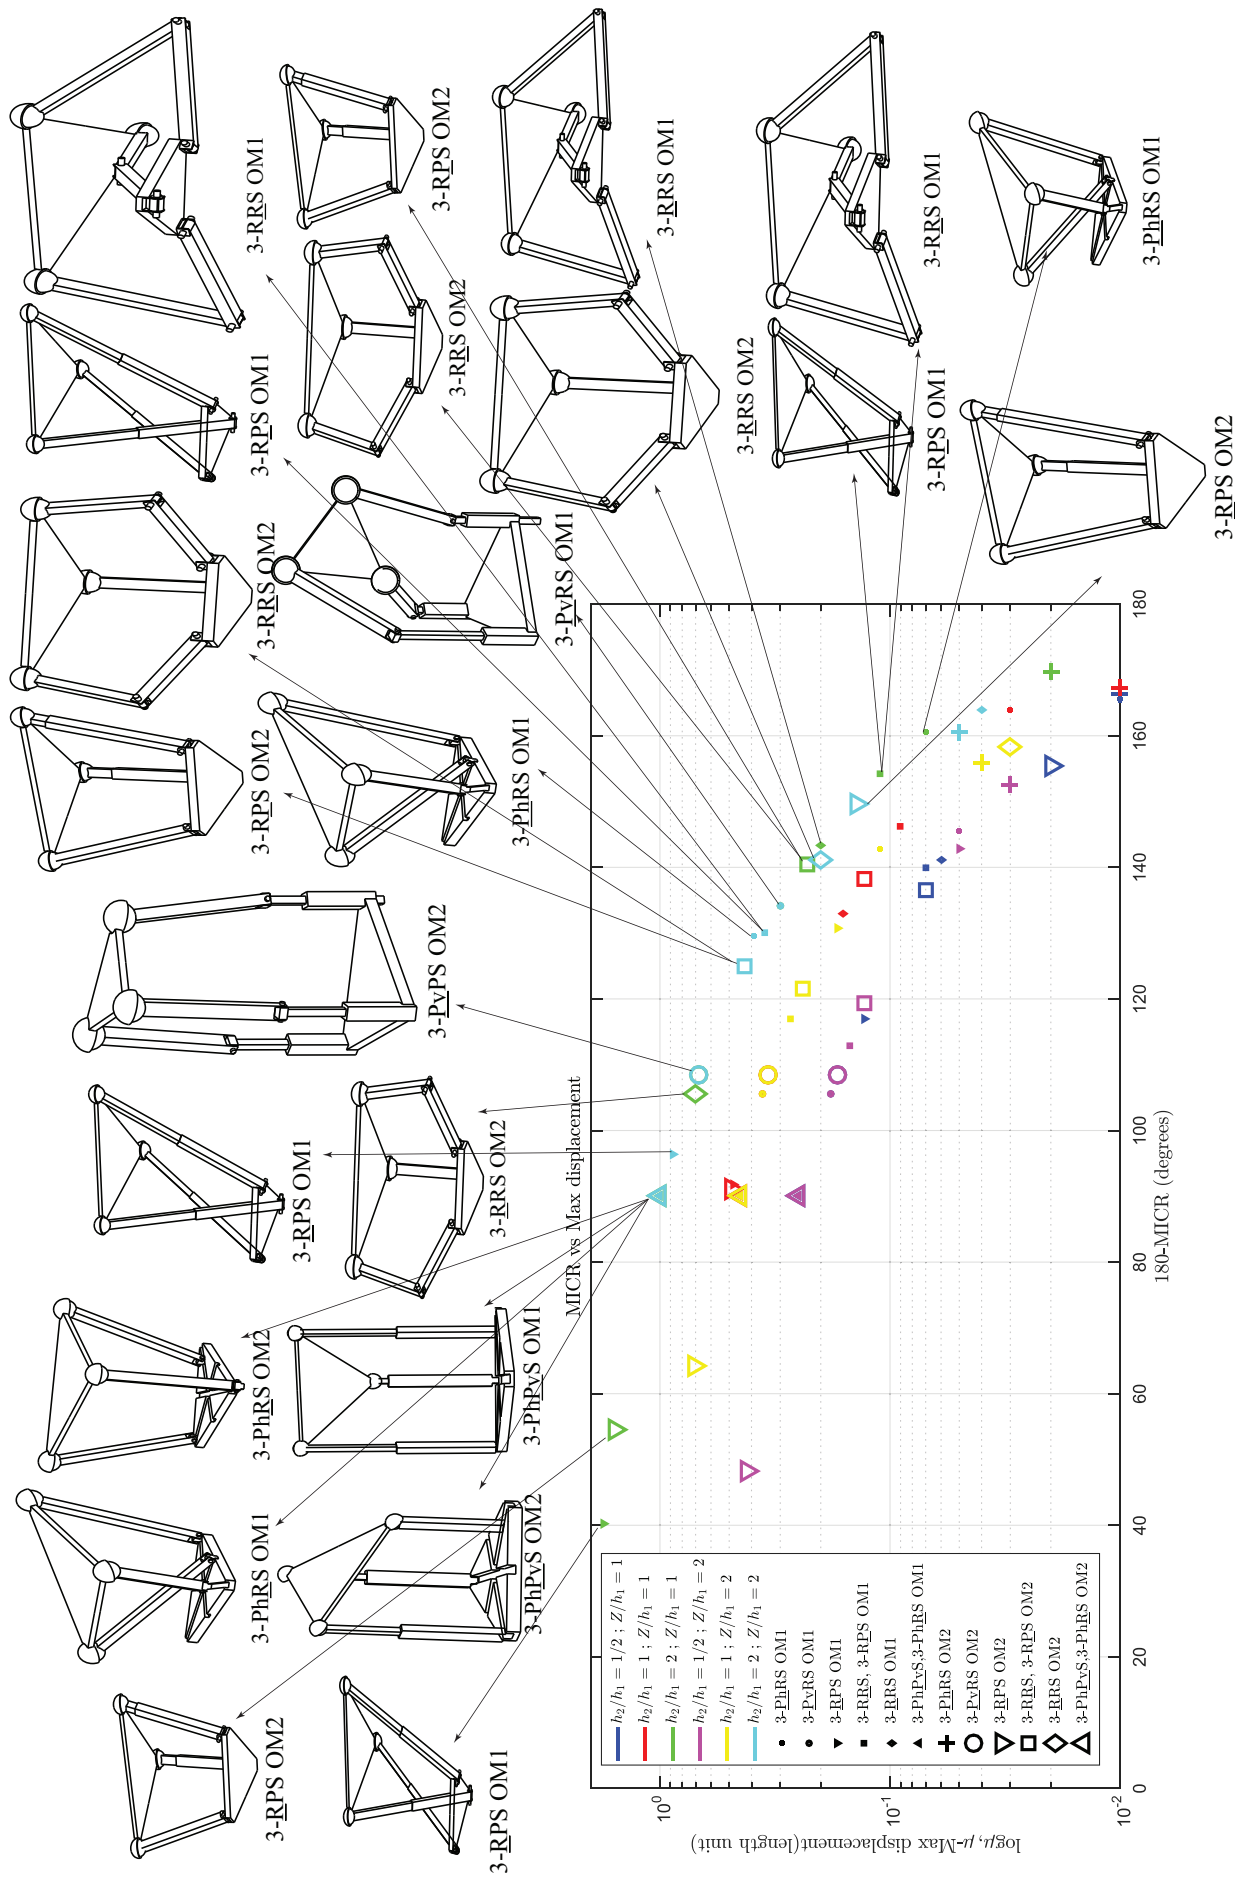 3-RPS OM2
3-PhRS OM1
3-PhRS OM2
3-RPS OM1
3-RPS OM2
3-RRS OM2
3-RPS OM1
3-RRS OM1
3-RPS OM1
3-PhPvS OM2
3-PhPvS OM1
3-RRS OM2
3-PvPS OM2
3-PhRS OM1
3-PvRS OM1
3-RRS OM2
3-RPS OM2
3-RRS OM2
3-RRS OM1
3-RPS OM1
3-RRS OM1
3-RPS OM2
3-PhRS OM1
MICR vs Max displacement
logμ, μ-Max displacement(length unit)
10⁰
10⁻¹
10⁻²
h₂/h₁ = 1/2 ; Z/h₁ = 1
h₂/h₁ = 1 ; Z/h₁ = 1
h₂/h₁ = 2 ; Z/h₁ = 1
h₂/h₁ = 1/2 ; Z/h₁ = 2
h₂/h₁ = 1 ; Z/h₁ = 2
h₂/h₁ = 2 ; Z/h₁ = 2
3-PhRS OM1
3-PvRS OM1
3-RPS OM1
3-RRS, 3-RPS OM1
3-RRS OM1
3-PhPvS,3-PhRS OM1
3-PhRS OM2
3-PvRS OM2
3-RPS OM2
3-RRS, 3-RPS OM2
3-RRS OM2
3-PhPvS,3-PhRS OM2
0 20 40 60 80 100 120 140 160 180
180-MICR (degrees)